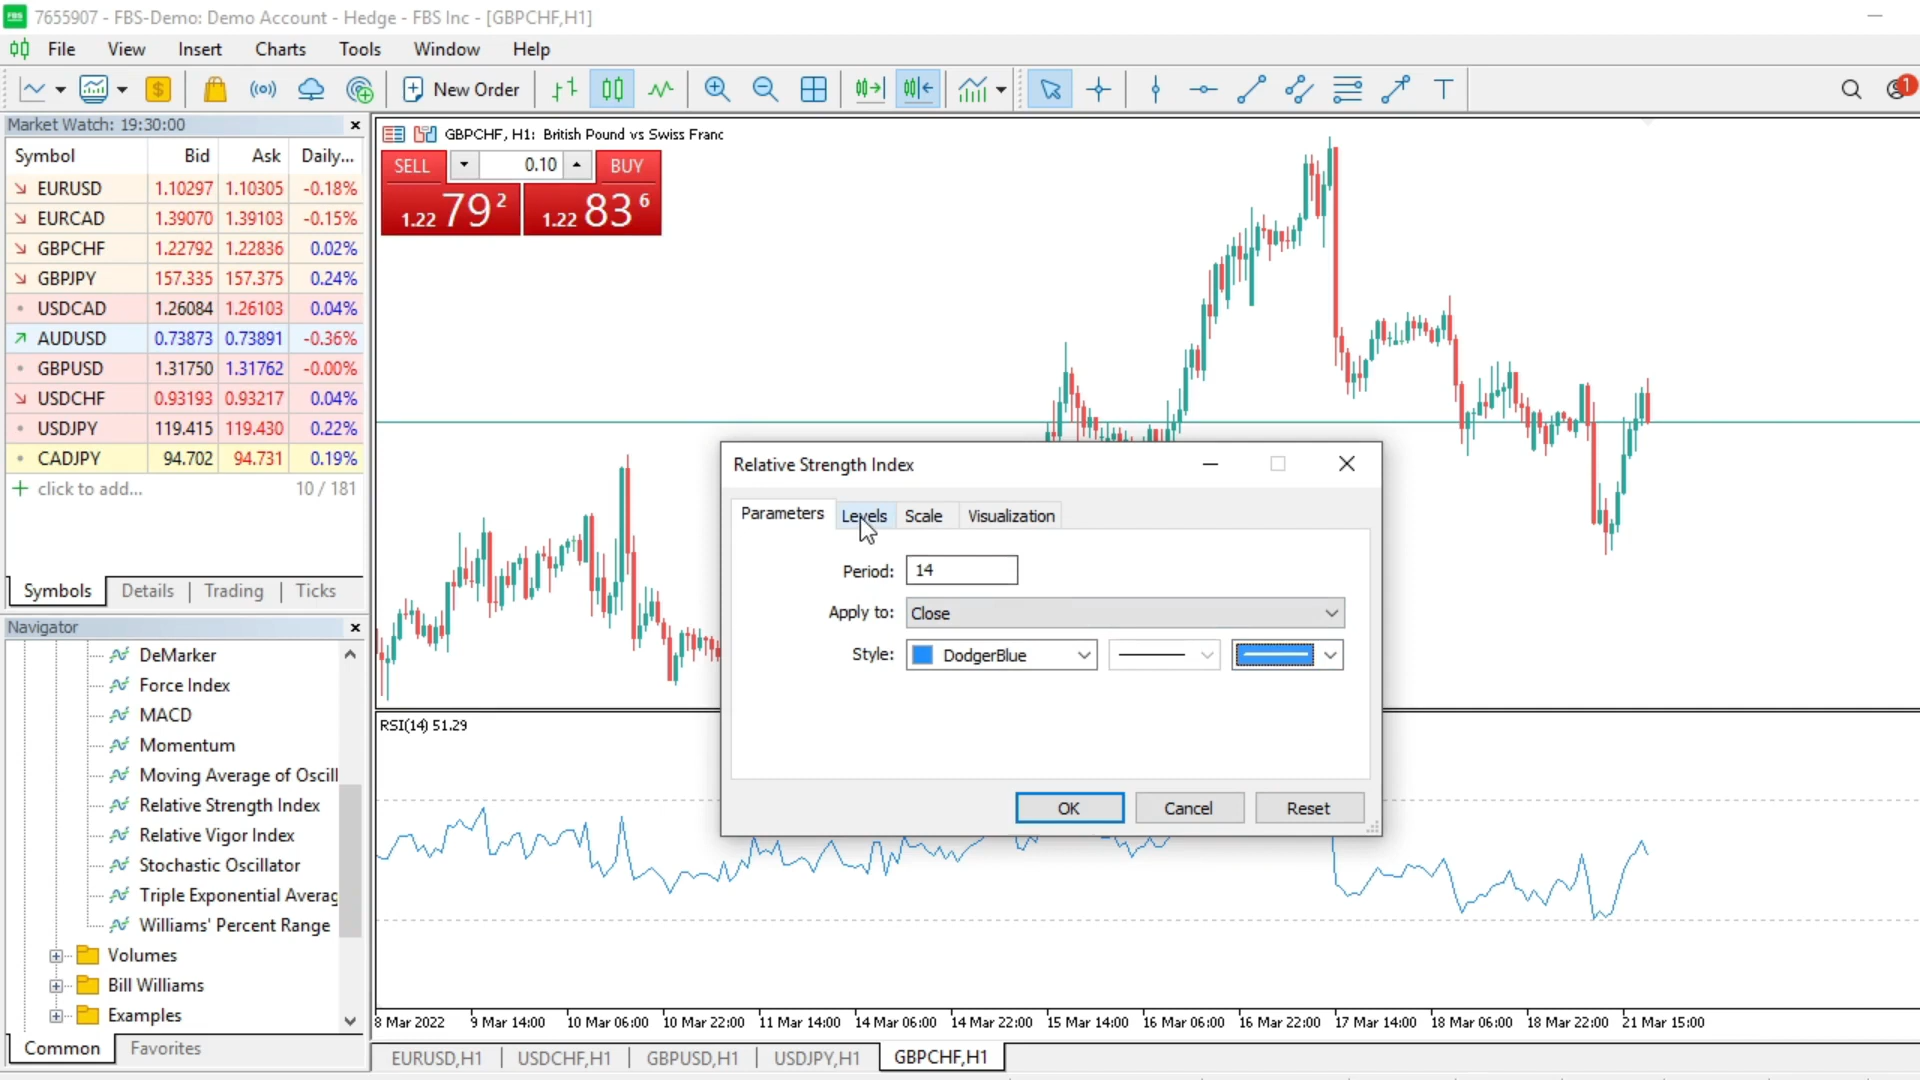 FBS 7655907 - FBS-Demo: Demo Account - Hedge - FBS Inc - [GBPCHF,H1]
File View Insert Charts Tools Window Help
$ New Order T 1
Market Watch: 19:30:00
Symbol Bid Ask Daily...
EURUSD 1.10297 1.10305 -0.18%
EURCAD 1.39070 1.39103 -0.15%
GBPCHF 1.22792 1.22836 0.02%
GBPJPY 157.335 157.375 0.24%
USDCAD 1.26084 1.26103 0.04%
AUDUSD 0.73873 0.73891 -0.36%
GBPUSD 1.31750 1.31762 -0.00%
USDCHF 0.93193 0.93217 0.04%
USDJPY 119.415 119.430 0.22%
CADJPY 94.702 94.731 0.19%
click to add... 10 / 181
Symbols Details Trading Ticks
Navigator
DeMarker
Force Index
MACD
Momentum
Moving Average of Oscill
Relative Strength Index
Relative Vigor Index
Stochastic Oscillator
Triple Exponential Averag
Williams' Percent Range
Volumes
Bill Williams
Examples
Common Favorites
GBPCHF, H1: British Pound vs Swiss Franc
SELL 0.10 BUY
1.22 79 2 1.22 83 6
Relative Strength Index
Parameters Levels Scale Visualization
Period: 14
Apply to: Close
Style: DodgerBlue
OK Cancel Reset
RSI(14) 51.29
8 Mar 2022 9 Mar 14:00 10 Mar 06:00 10 Mar 22:00 11 Mar 14:00 14 Mar 06:00 14 Mar 22:00 15 Mar 14:00 16 Mar 06:00 16 Mar 22:00 17 Mar 14:00 18 Mar 06:00 18 Mar 22:00 21 Mar 15:00
EURUSD,H1 USDCHF,H1 GBPUSD,H1 USDJPY,H1 GBPCHF,H1